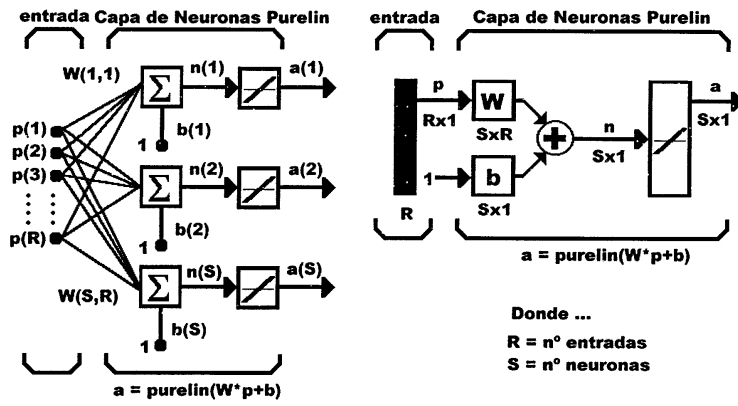 entrada Capa de Neuronas Purelin
W(1,1)
n(1)
a(1)
Σ
b(1)
1
p(1)
p(2)
p(3)
p(R)
n(2)
a(2)
Σ
b(2)
1
n(S)
a(S)
Σ
W(S,R)
b(S)
1
a = purelin(W*p+b)
entrada Capa de Neuronas Purelin
p
Rx1
W
SxR
+
n
Sx1
a
Sx1
1
b
Sx1
R
a = purelin(W*p+b)
Donde ...
R = nº entradas
S = nº neuronas